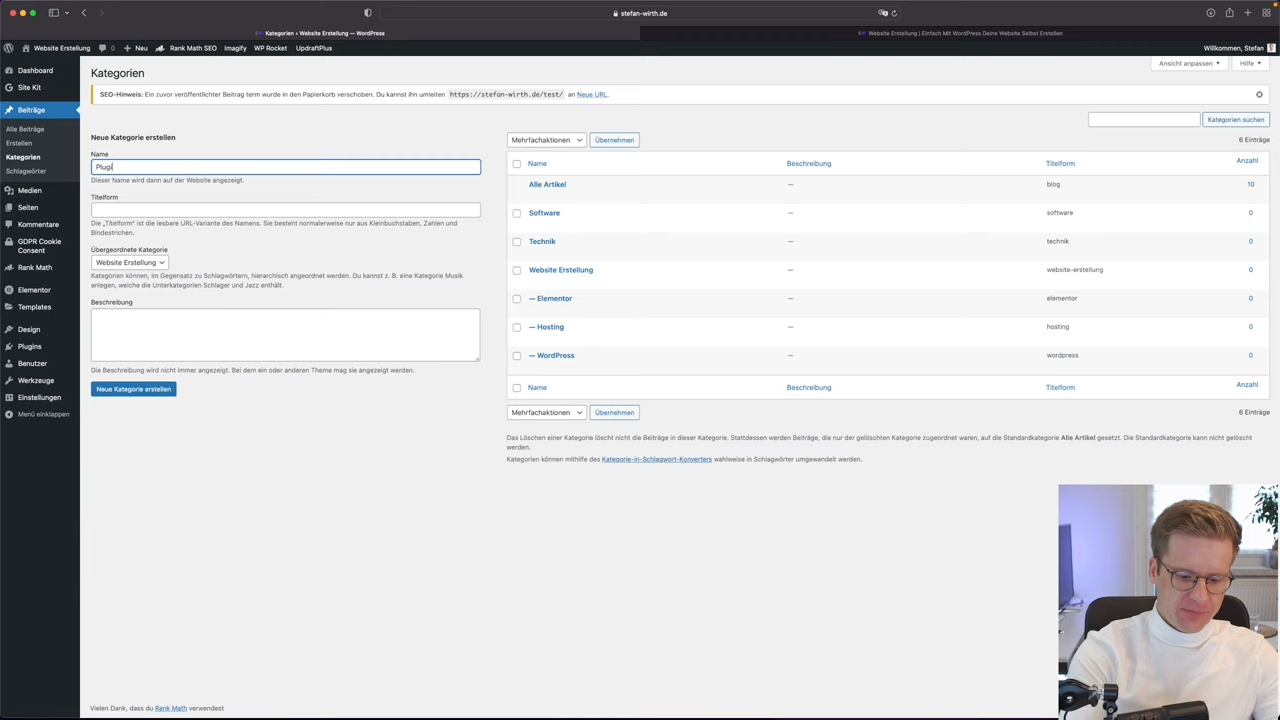 stefan-wirth.de
Kategorien ‹ Website Erstellung — WordPress
Website Erstellung | Einfach Mit WordPress Deine Website Selbst Erstellen
Website Erstellung
0
Neu
Rank Math SEO
Imagify
WP Rocket
UpdraftPlus
Willkommen, Stefan
Dashboard
Site Kit
Beiträge
Alle Beiträge
Erstellen
Kategorien
Schlagwörter
Medien
Seiten
Kommentare
GDPR Cookie
Consent
Rank Math
Elementor
Templates
Design
Plugins
Benutzer
Werkzeuge
Einstellungen
Menü einklappen
Kategorien
Ansicht anpassen
Hilfe
SEO-Hinweis: Ein zuvor veröffentlichter Beitrag term wurde in den Papierkorb verschoben. Du kannst ihn umleiten https://stefan-wirth.de/test/ an Neue URL.
Kategorien suchen
Neue Kategorie erstellen
Name
Plugi
Dieser Name wird dann auf der Website angezeigt.
Titelform
Die „Titelform“ ist die lesbare URL-Variante des Namens. Sie besteht normalerweise nur aus Kleinbuchstaben, Zahlen und
Bindestrichen.
Übergeordnete Kategorie
Website Erstellung
Kategorien können, im Gegensatz zu Schlagwörtern, hierarchisch angeordnet werden. Du kannst z. B. eine Kategorie Musik
anlegen, welche die Unterkategorien Schlager und Jazz enthält.
Beschreibung
Die Beschreibung wird nicht immer angezeigt. Bei dem ein oder anderen Theme mag sie angezeigt werden.
Neue Kategorie erstellen
Mehrfachaktionen Übernehmen 6 Einträge
Name Beschreibung Titelform Anzahl
Alle Artikel — blog 10
Software — software 0
Technik — technik 0
Website Erstellung — website-erstellung 0
— Elementor — elementor 0
— Hosting — hosting 0
— WordPress — wordpress 0
Name Beschreibung Titelform Anzahl
Mehrfachaktionen Übernehmen 6 Einträge
Das Löschen einer Kategorie löscht nicht die Beiträge in dieser Kategorie. Stattdessen werden Beiträge, die nur der gelöschten Kategorie zugeordnet waren, auf die Standardkategorie Alle Artikel gesetzt. Die Standardkategorie kann nicht gelöscht
werden.
Kategorien können mithilfe des Kategorie-in-Schlagwort-Konverters wahlweise in Schlagwörter umgewandelt werden.
Vielen Dank, dass du Rank Math verwendest